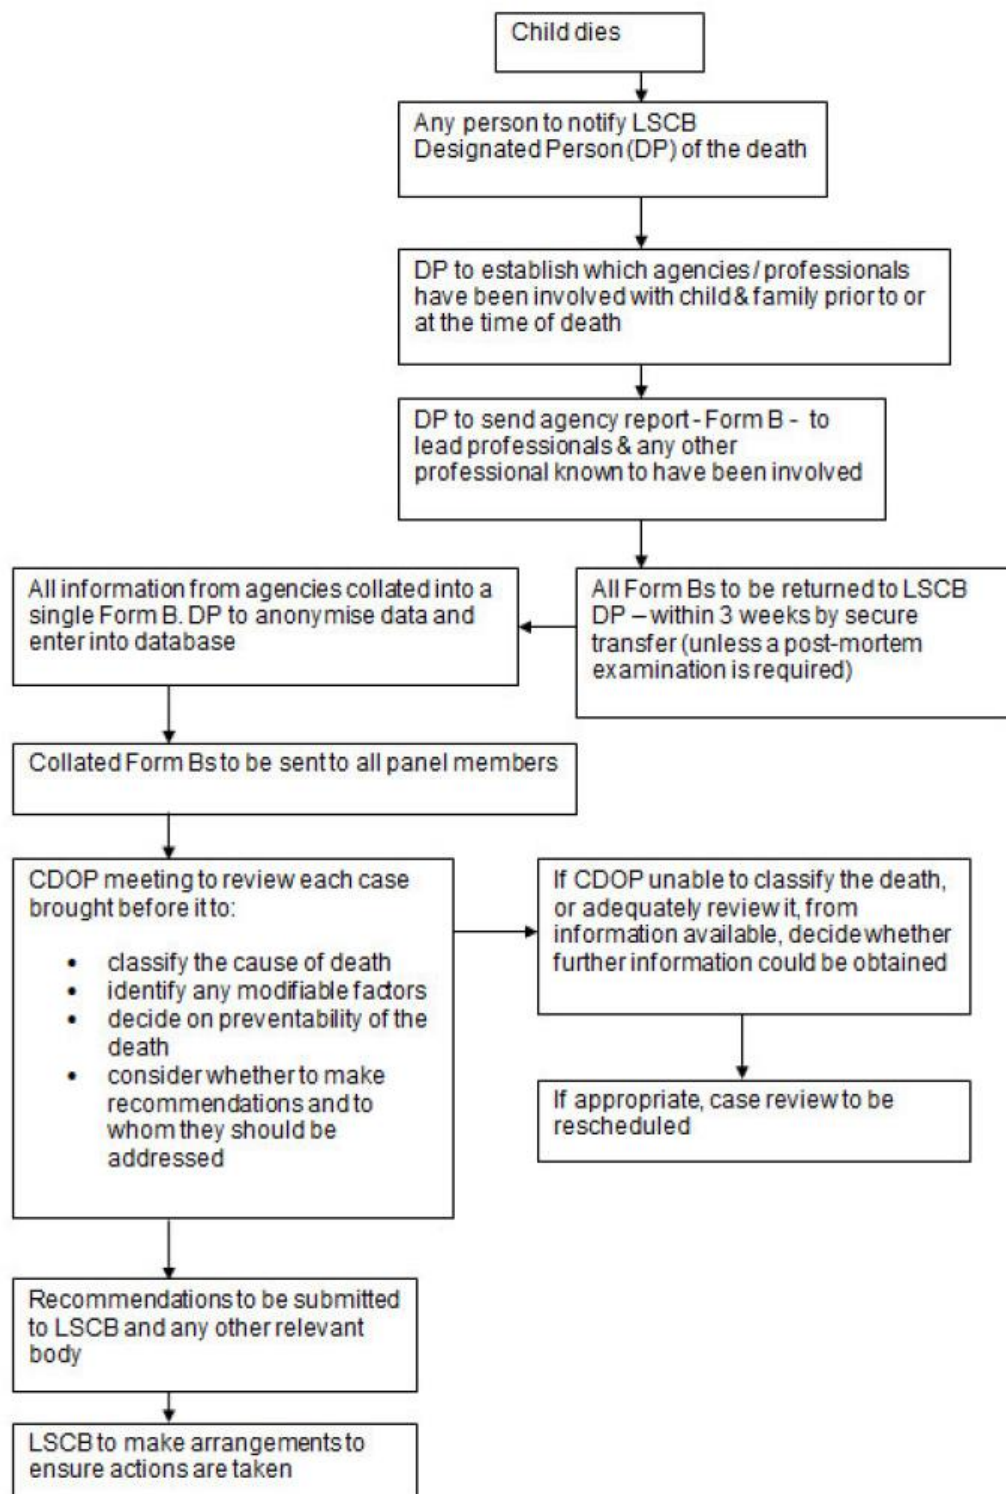 Child dies
Any person to notify LSCB
Designated Person (DP) of the death
DP to establish which agencies / professionals
have been involved with child & family prior to or
at the time of death
DP to send agency report - Form B - to
lead professionals & any other
professional known to have been involved
All Form Bs to be returned to LSCB
DP – within 3 weeks by secure
transfer (unless a post-mortem
examination is required)
All information from agencies collated into a
single Form B. DP to anonymise data and
enter into database
Collated Form Bs to be sent to all panel members
CDOP meeting to review each case
brought before it to:
• classify the cause of death
• identify any modifiable factors
• decide on preventability of the
death
• consider whether to make
recommendations and to
whom they should be
addressed
If CDOP unable to classify the death,
or adequately review it, from
information available, decide whether
further information could be obtained
If appropriate, case review to be
rescheduled
Recommendations to be submitted
to LSCB and any other relevant
body
LSCB to make arrangements to
ensure actions are taken